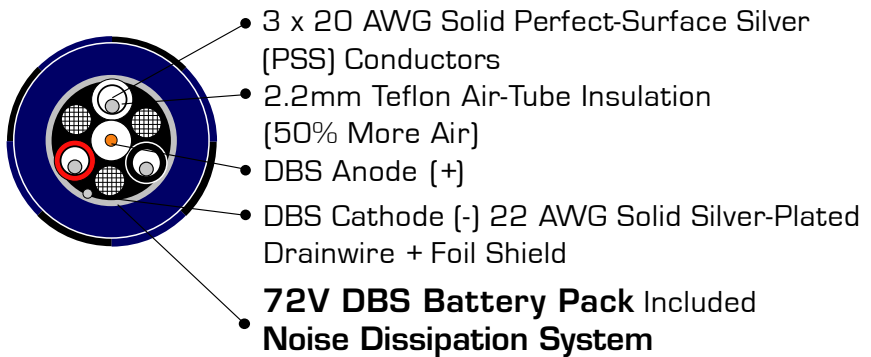 3 x 20 AWG Solid Perfect-Surface Silver
(PSS) Conductors
2.2mm Teflon Air-Tube Insulation
(50% More Air)
DBS Anode (+)
DBS Cathode (-) 22 AWG Solid Silver-Plated
Drainwire + Foil Shield
72V DBS Battery Pack Included
Noise Dissipation System